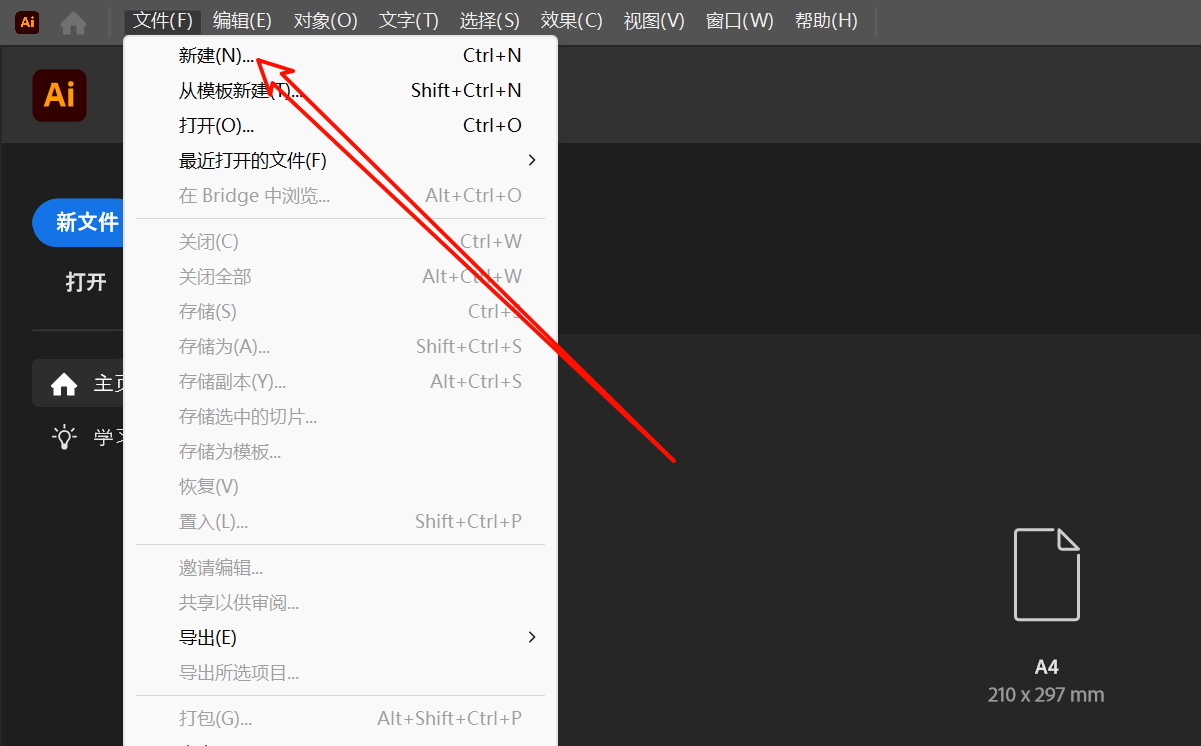 Ai 文件(F) 编辑(E) 对象(O) 文字(T) 选择(S) 效果(C) 视图(V) 窗口(W) 帮助(H)
新建(N)... Ctrl+N
Ai
从模板新建(T)... Shift+Ctrl+N
打开(O)... Ctrl+O
最近打开的文件(F)
在 Bridge 中浏览... Alt+Ctrl+O
新文件
关闭(C) Ctrl+W
关闭全部 Alt+Ctrl+W
打开
存储(S) Ctrl+S
存储为(A)... Shift+Ctrl+S
存储副本(Y)... Alt+Ctrl+S
主页
存储选中的切片...
学习
存储为模板...
恢复(V)
置入(L)... Shift+Ctrl+P
邀请编辑...
共享以供审阅...
导出(E)
导出所选项目...
A4
210 x 297 mm
打包(G)... Alt+Shift+Ctrl+P